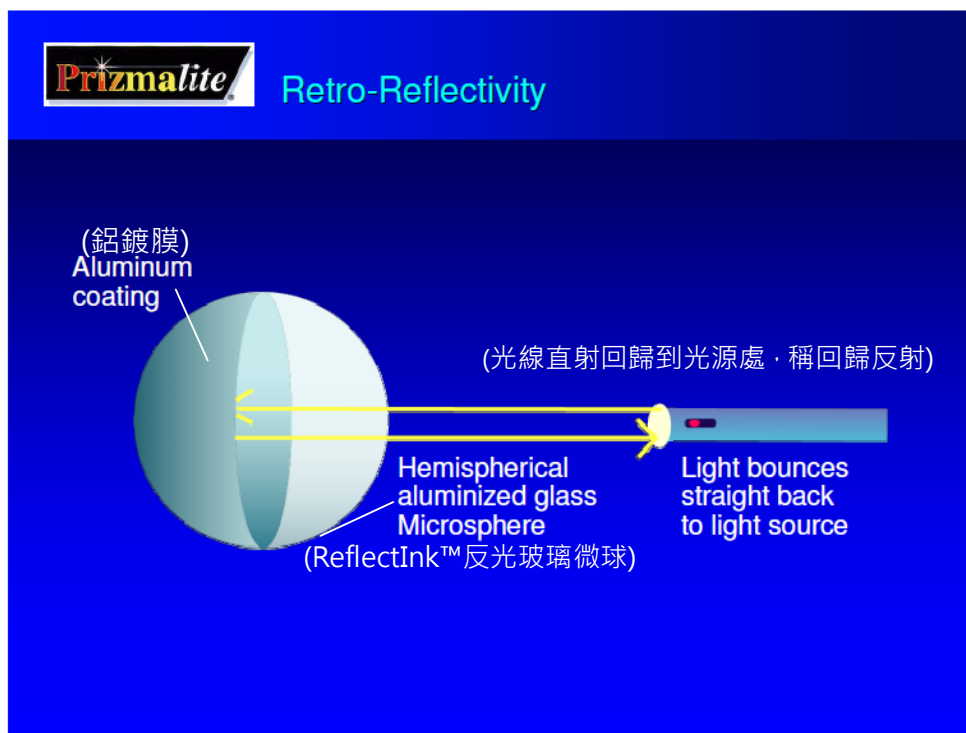 Prizmalite®
Retro-Reflectivity
(鋁鍍膜)
Aluminum
coating
(光線直射回歸到光源處，稱回歸反射)
Hemispherical
aluminized glass
Microsphere
(ReflectInk™反光玻璃微球)
Light bounces
straight back
to light source